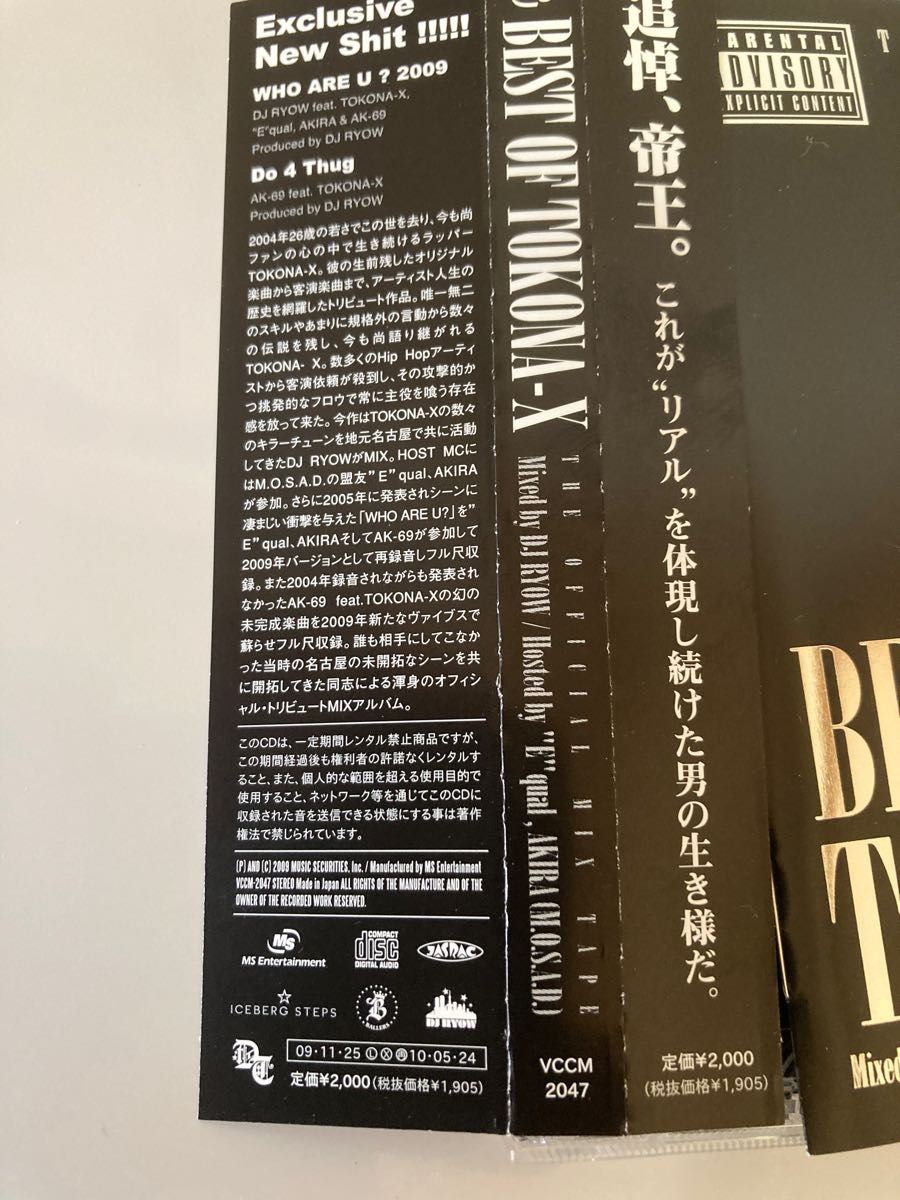 Exclusive
New Shit !!!!!
WHO ARE U ? 2009
DJ RYOW feat. TOKONA-X,
"E"qual, AKIRA & AK-69
Produced by DJ RYOW
Do 4 Thug
AK-69 feat. TOKONA-X
Produced by DJ RYOW
2004年26歳の若さでこの世を去り、今も尚
ファンの心の中で生き続けるラッパー
TOKONA-X。彼の生前残したオリジナル
楽曲から客演楽曲まで、アーティスト人生の
歴史を網羅したトリビュート作品。唯一無二
のスキルやあまりに規格外の言動から数々
の伝説を残し、今も尚語り継がれる
TOKONA- X。数多くのHip Hopアーティ
ストから客演依頼が殺到し、その攻撃的か
つ挑発的なフロウで常に主役を喰う存在
感を放って来た。今作はTOKONA-Xの数々
のキラーチューンを地元名古屋で共に活動
してきたDJ RYOWがMIX。HOST MCに
はM.O.S.A.D.の盟友"E"qual、AKIRA
が参加。さらに2005年に発表されシーンに
凄まじい衝撃を与えた「WHO ARE U?」を"
E"qual、AKIRAそしてAK-69が参加して
2009年バージョンとして再録音しフル尺収
録。また2004年録音されながらも発表され
なかったAK-69 feat.TOKONA-Xの幻の
未完成楽曲を2009年新たなヴァイブスで
蘇らせフル尺収録。誰も相手にしてこなか
った当時の名古屋の未開拓なシーンを共
に開拓してきた同志による渾身のオフィシ
ャル・トリビュートMIXアルバム。
このCDは、一定期間レンタル禁止商品ですが、
この期間経過後も権利者の許諾なくレンタルす
ること、また、個人的な範囲を超える使用目的で
使用すること、ネットワーク等を通じてこのCDに
収録された音を送信できる状態にする事は著作
権法で禁じられています。
(P) AND (C) 2009 MUSIC SECURITIES, Inc. / Manufactured by MS Entertainment
VCCM-2047 STEREO Made in Japan ALL RIGHTS OF THE MANUFACTURE AND OF THE
OWNER OF THE RECORDED WORK RESERVED.
MS
MS Entertainment
COMPACT
disc
DIGITAL AUDIO
JASRAC
ICEBERG STEPS
B
BALLERS
DJ RYOW
09・11・25 Ⓛ Ⓧ 10・05・24
定価¥2,000(税抜価格¥1,905)
BEST OF TOKONA-X
THE OFFICIAL MIX TAPE
Mixed by DJ RYOW / Hosted by "E"qual, AKIRA (M.O.S.A.D.)
VCCM
2047
追悼、帝王。これが"リアル"を体現し続けた男の生き様だ。
定価¥2,000
(税抜価格¥1,905)
ARENTAL
DVISORY
XPLICIT CONTENT
T
T
Mixed